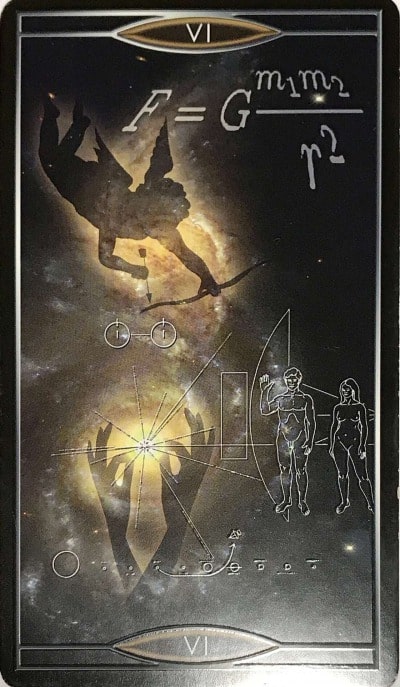 VI
F = G m₁m₂ / r²
VI